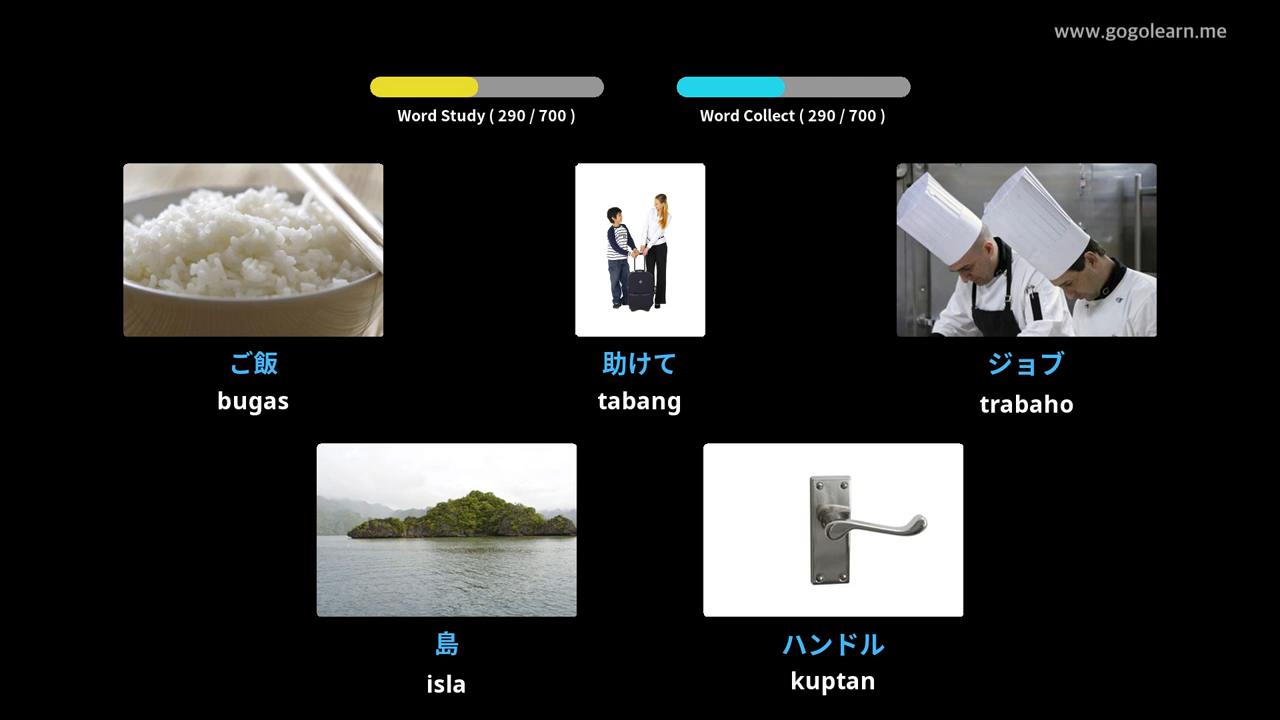 www.gogolearn.me
Word Study ( 290 / 700 )
Word Collect ( 290 / 700 )
ご飯
bugas
助けて
tabang
ジョブ
trabaho
島
isla
ハンドル
kuptan